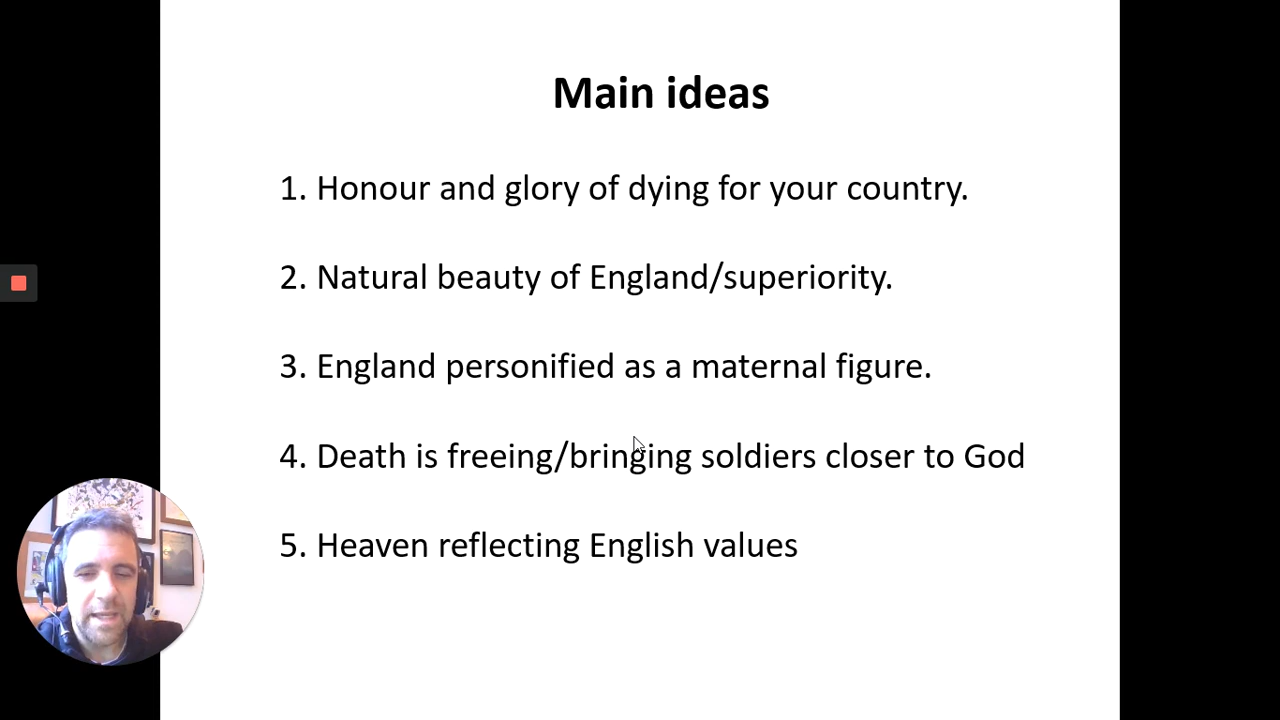 Main ideas
1. Honour and glory of dying for your country.
2. Natural beauty of England/superiority.
3. England personified as a maternal figure.
4. Death is freeing/bringing soldiers closer to God
5. Heaven reflecting English values